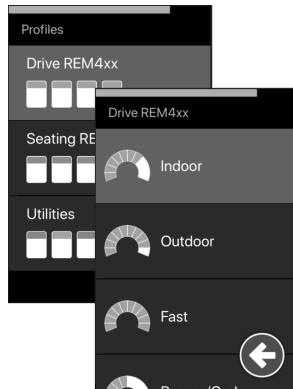 Profiles
Drive REM4xx
Seating RE
Utilities
Drive REM4xx
Indoor
Outdoor
Fast